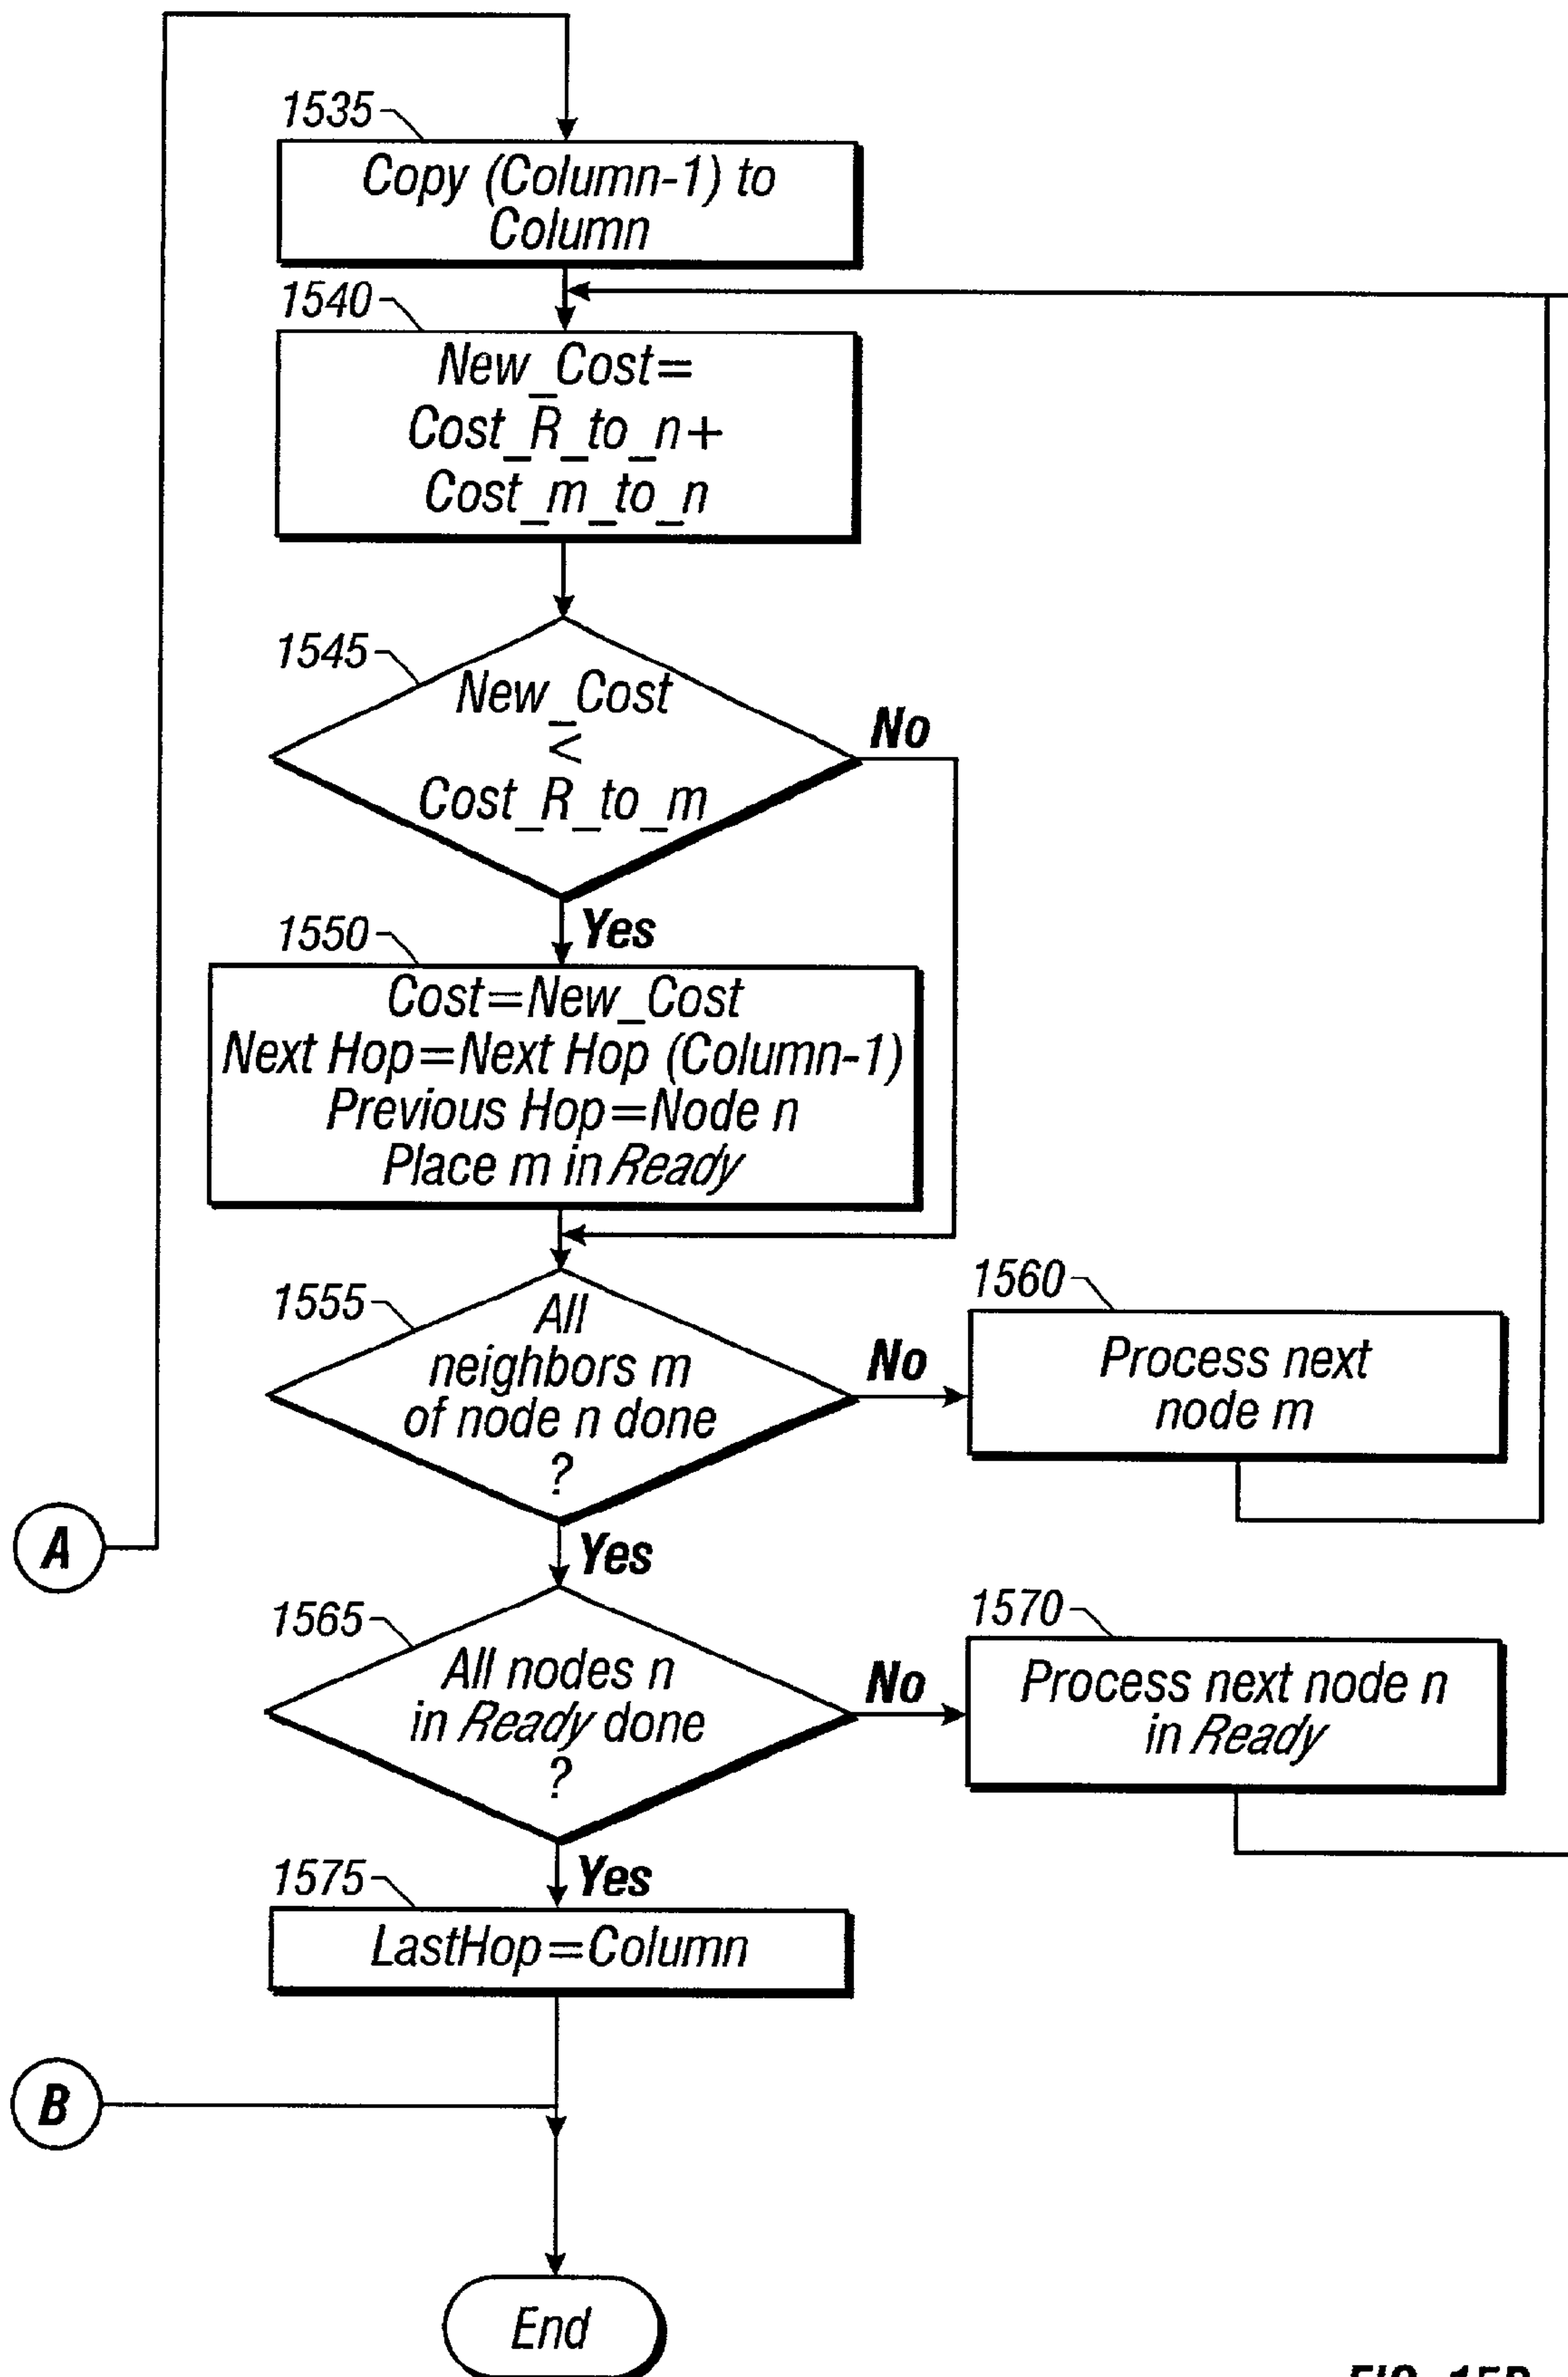 1535
Copy (Column-1) to
Column
1540
New_Cost=
Cost_R_to_n+
Cost_m_to_n
1545
New_Cost
<
Cost_R_to_m
No
Yes
1550
Cost=New_Cost
Next Hop=Next Hop (Column-1)
Previous Hop=Node n
Place m in Ready
1555
All
neighbors m
of node n done
?
No
1560
Process next
node m
A
Yes
1565
All nodes n
in Ready done
?
No
1570
Process next node n
in Ready
Yes
1575
LastHop=Column
B
End